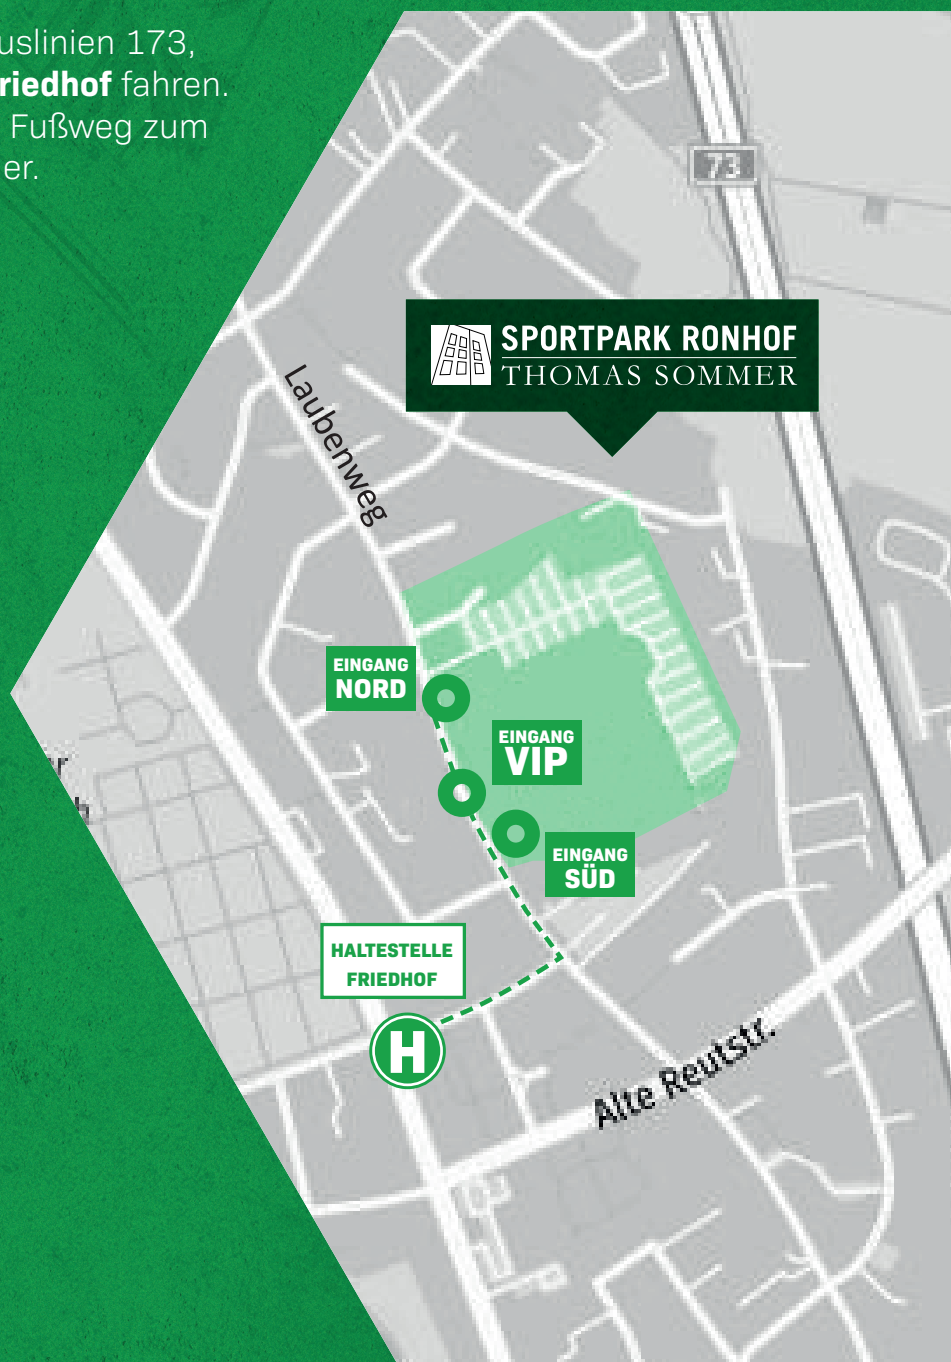 uslinien 173,
riedhof fahren.
Fußweg zum
er.
73
SPORTPARK RONHOF
THOMAS SOMMER
Laubenweg
EINGANG
NORD
EINGANG
VIP
EINGANG
SÜD
HALTESTELLE
FRIEDHOF
H
Alte Reutstr.